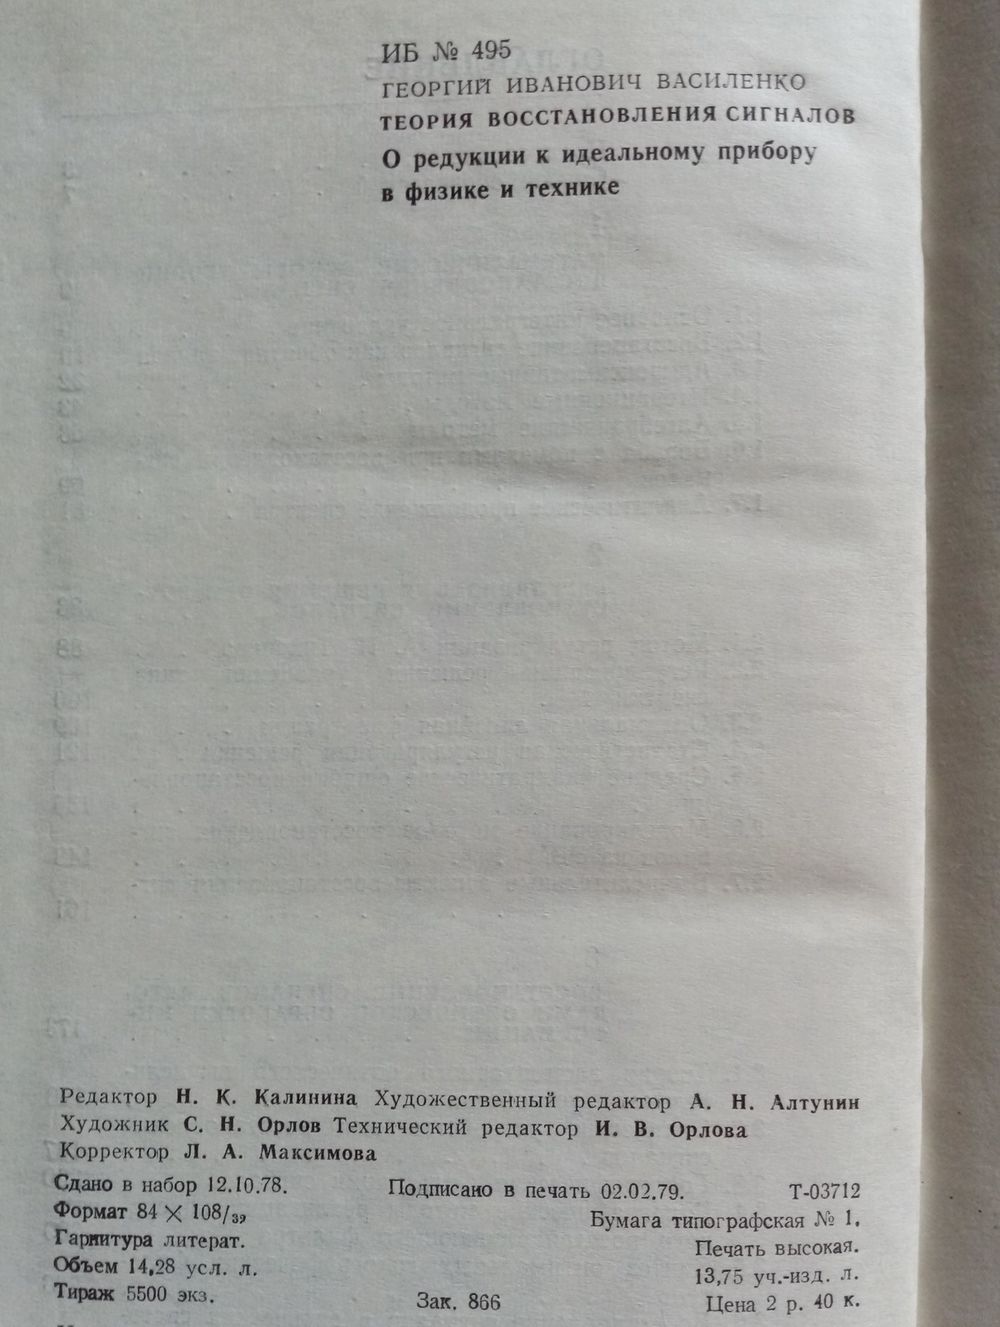 ИБ № 495
ГЕОРГИЙ ИВАНОВИЧ ВАСИЛЕНКО
ТЕОРИЯ ВОССТАНОВЛЕНИЯ СИГНАЛОВ
О редукции к идеальному прибору
в физике и технике
Редактор Н. К. Калинина Художественный редактор А. Н. Алтунин
Художник С. Н. Орлов Технический редактор И. В. Орлова
Корректор Л. А. Максимова
Сдано в набор 12.10.78. Подписано в печать 02.02.79. Т-03712
Формат 84 × 108/32, Бумага типографская № 1.
Гарнитура литерат. Печать высокая.
Объем 14,28 усл. л. 13,75 уч.-изд. л.
Тираж 5500 экз. Зак. 866 Цена 2 р. 40 к.